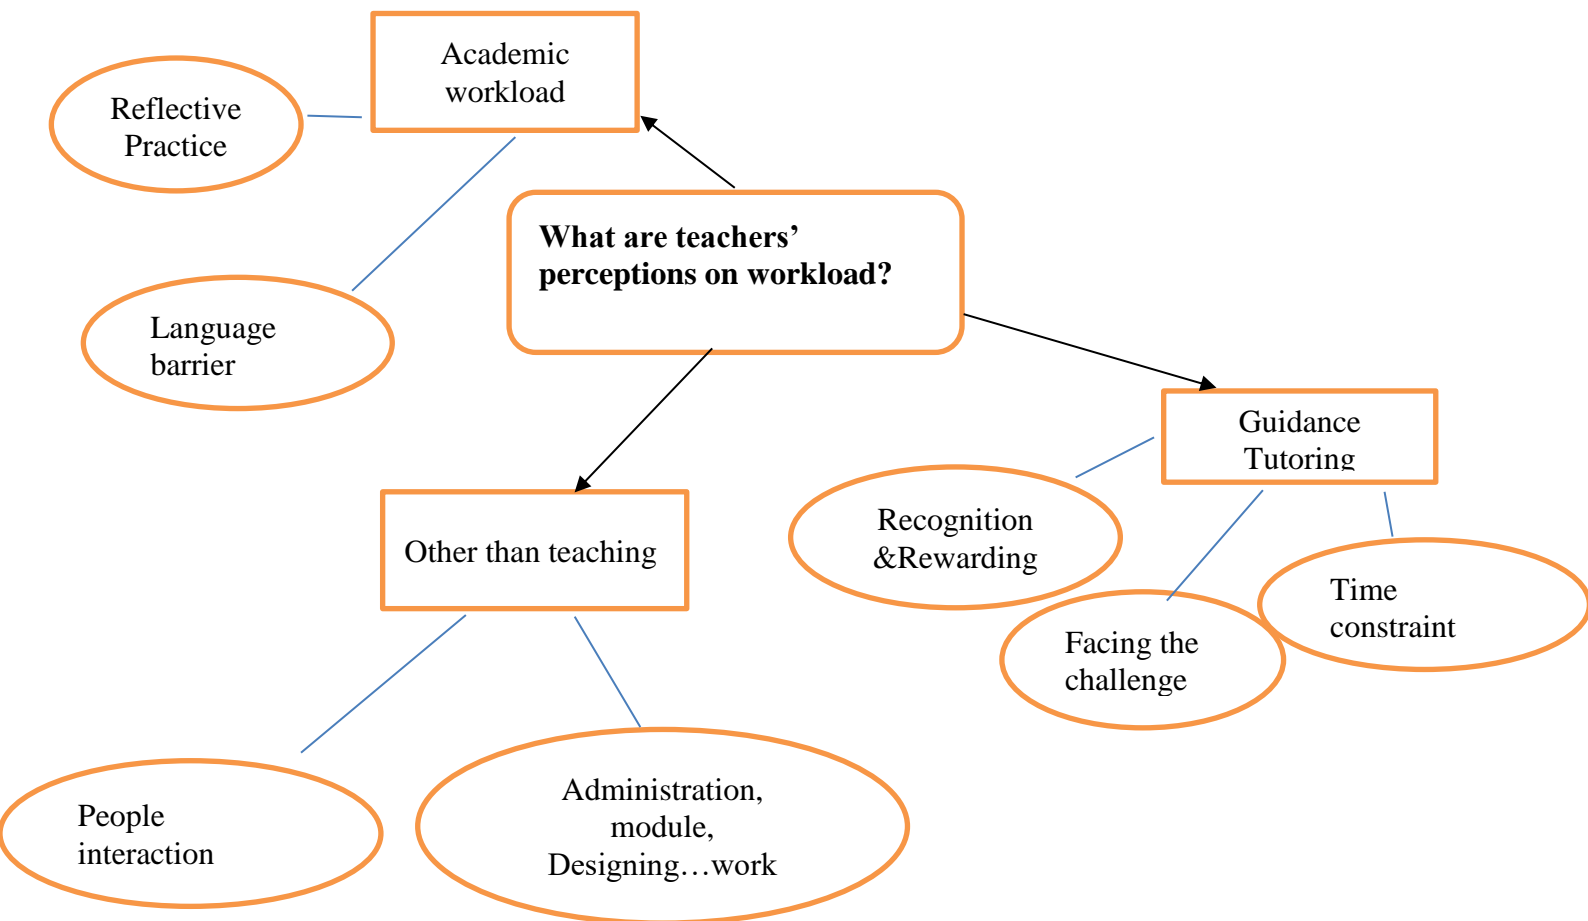 Academic
workload
Reflective
Practice
What are teachers’
perceptions on workload?
Language
barrier
Guidance
Tutoring
Other than teaching
Recognition
&Rewarding
Time
constraint
Facing the
challenge
People
interaction
Administration,
module,
Designing…work